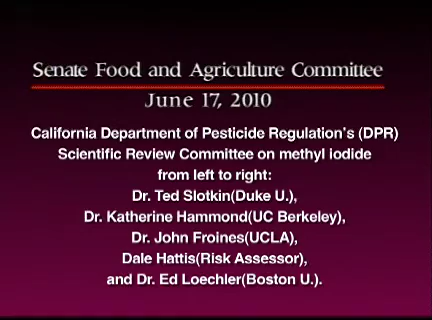 Senate Food and Agriculture Committee
June 17, 2010
California Department of Pesticide Regulation's (DPR)
Scientific Review Committee on methyl iodide
from left to right:
Dr. Ted Slotkin(Duke U.),
Dr. Katherine Hammond(UC Berkeley),
Dr. John Froines(UCLA),
Dale Hattis(Risk Assessor),
and Dr. Ed Loechler(Boston U.).